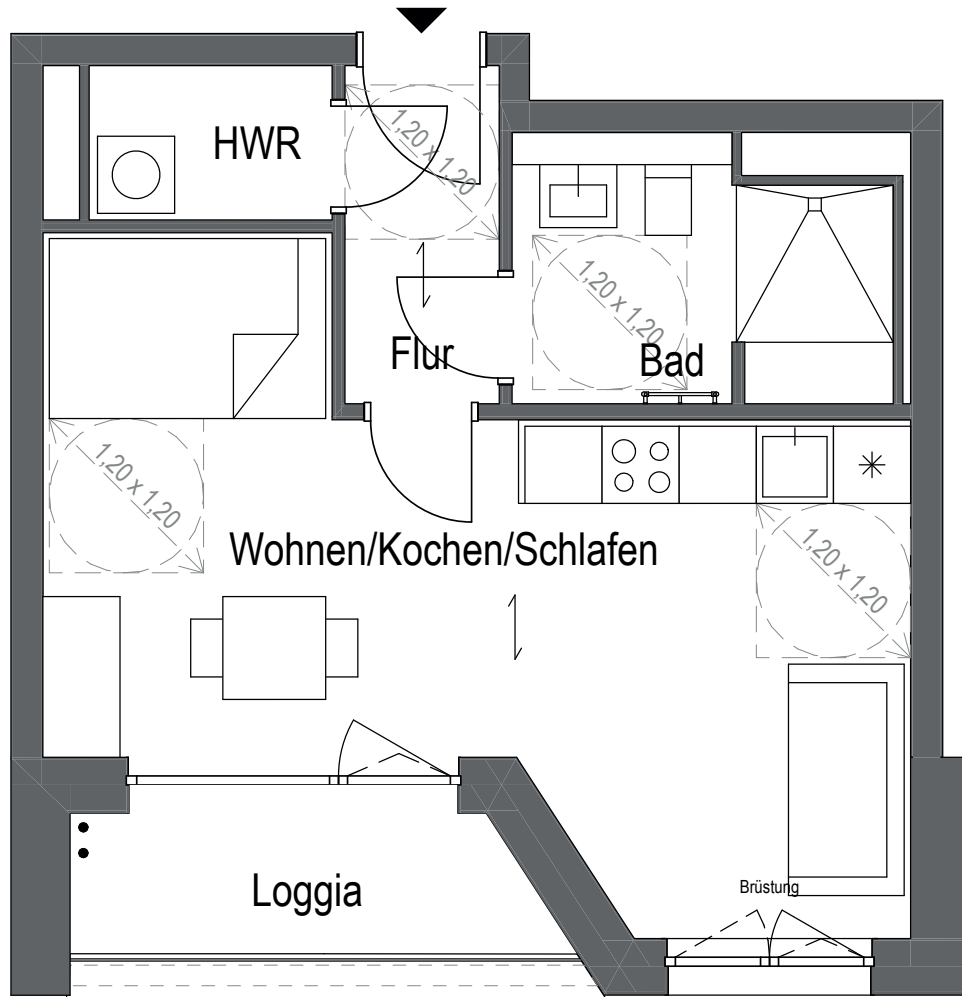 HWR
1,20 x 1,20
1,20 x 1,20
Flur
Bad
1,20 x 1,20
Wohnen/Kochen/Schlafen
1,20 x 1,20
Brüstung
Loggia